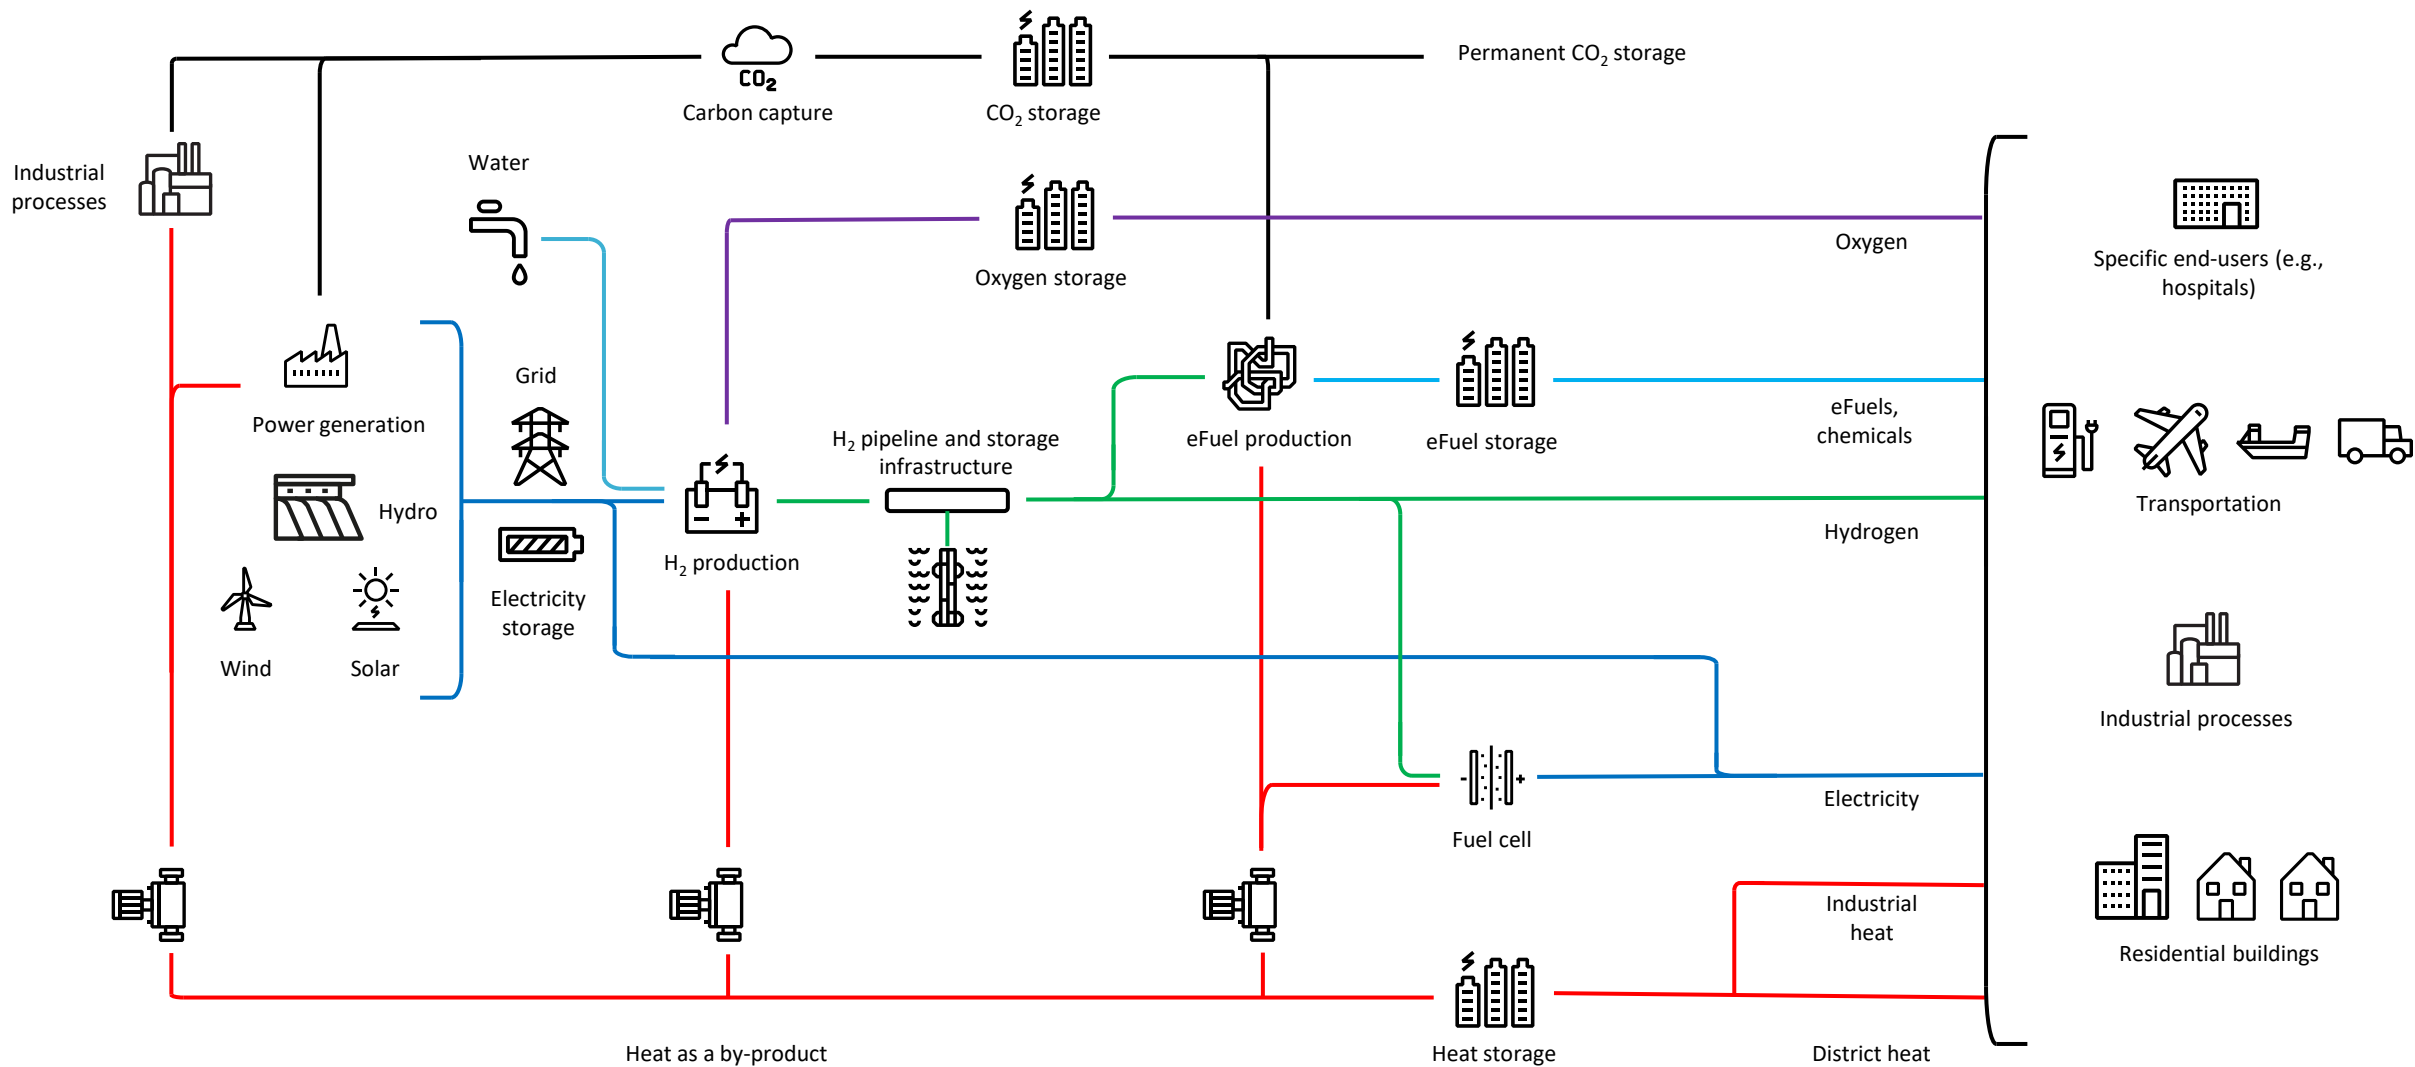 CO₂
Carbon capture
CO₂ storage
Permanent CO₂ storage
Industrial
processes
Water
Oxygen storage
Oxygen
Specific end-users (e.g.,
hospitals)
Power generation
Grid
H₂ pipeline and storage
infrastructure
eFuel production
eFuel storage
eFuels,
chemicals
Transportation
Hydro
H₂ production
Hydrogen
Electricity
storage
Wind
Solar
Industrial processes
Fuel cell
Electricity
Industrial
heat
Residential buildings
Heat as a by-product
Heat storage
District heat